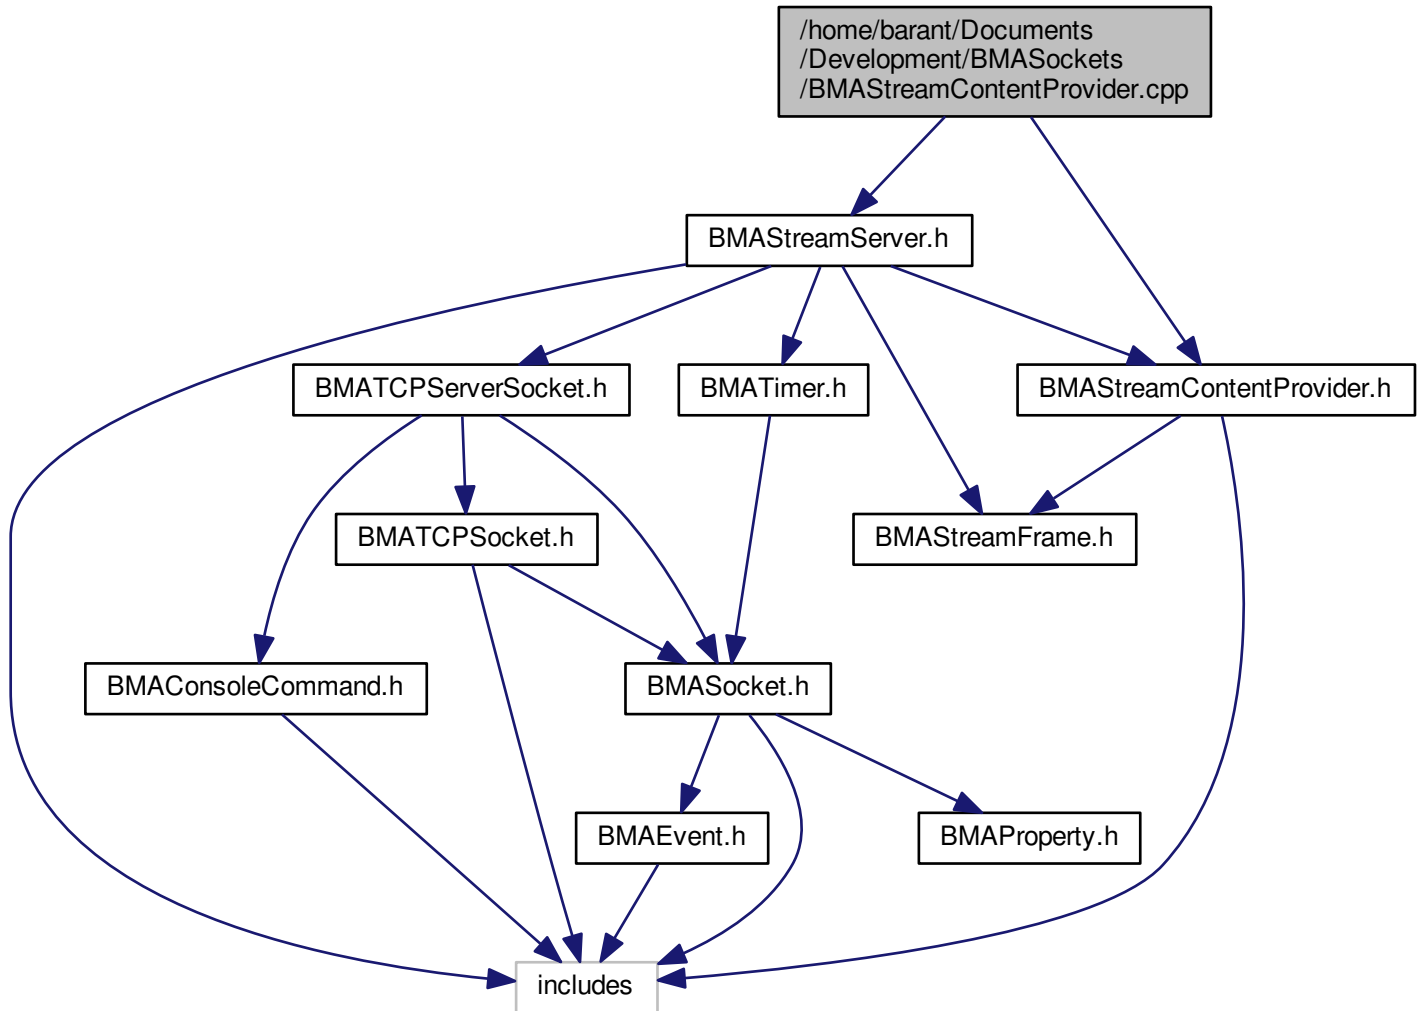 /home/barant/Documents
/Development/BMASockets
/BMAStreamContentProvider.cpp
BMAStreamServer.h
BMATCPServerSocket.h
BMATimer.h
BMAStreamContentProvider.h
BMATCPSocket.h
BMAStreamFrame.h
BMAConsoleCommand.h
BMASocket.h
BMAEvent.h
BMAProperty.h
includes